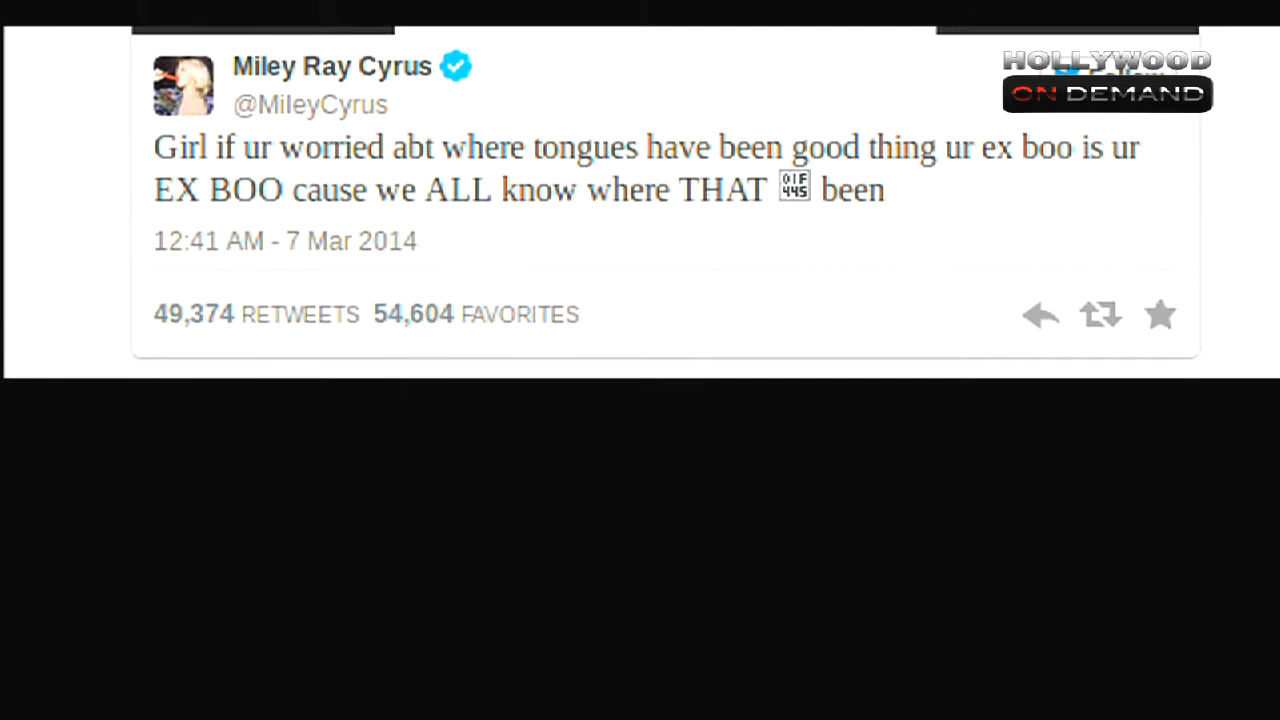 HOLLYWOOD
ON DEMAND
Miley Ray Cyrus
@MileyCyrus
Girl if ur worried abt where tongues have been good thing ur ex boo is ur
EX BOO cause we ALL know where THAT 01F445 been
12:41 AM - 7 Mar 2014
49,374 RETWEETS 54,604 FAVORITES